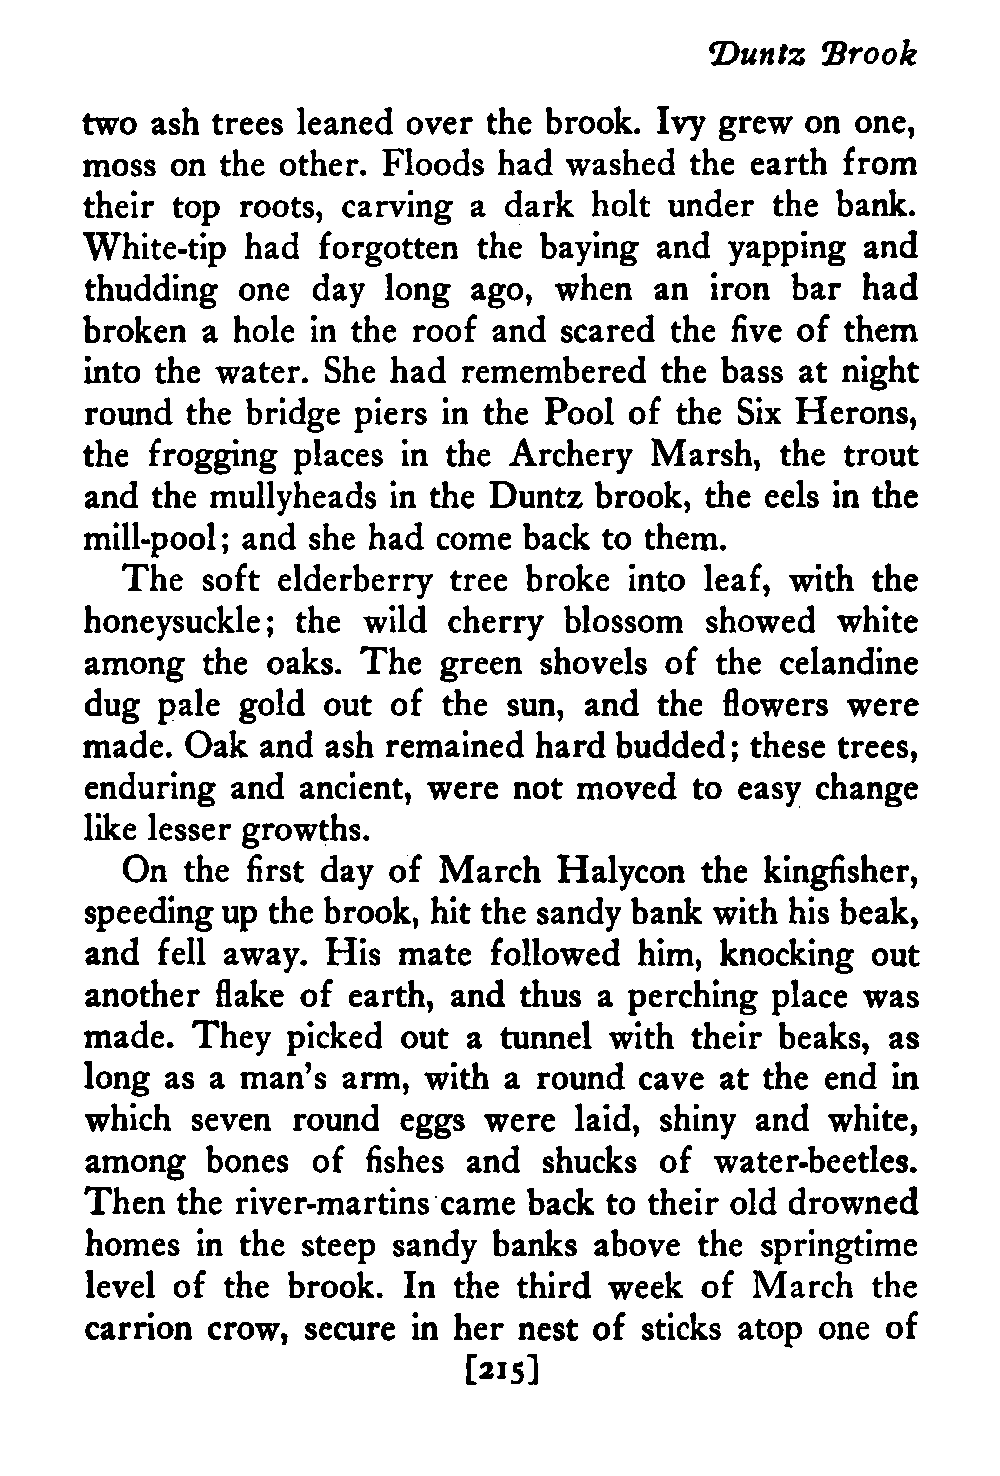 Duntz Brook
two ash trees leaned over the brook. Ivy grew on one,
moss on the other. Floods had washed the earth from
their top roots, carving a dark holt under the bank.
White-tip had forgotten the baying and yapping and
thudding one day long ago, when an iron bar had
broken a hole in the roof and scared the five of them
into the water. She had remembered the bass at night
round the bridge piers in the Pool of the Six Herons,
the frogging places in the Archery Marsh, the trout
and the mullyheads in the Duntz brook, the eels in the
mill-pool; and she had come back to them.
The soft elderberry tree broke into leaf, with the
honeysuckle; the wild cherry blossom showed white
among the oaks. The green shovels of the celandine
dug pale gold out of the sun, and the flowers were
made. Oak and ash remained hard budded; these trees,
enduring and ancient, were not moved to easy change
like lesser growths.
On the first day of March Halycon the kingfisher,
speeding up the brook, hit the sandy bank with his beak,
and fell away. His mate followed him, knocking out
another flake of earth, and thus a perching place was
made. They picked out a tunnel with their beaks, as
long as a man's arm, with a round cave at the end in
which seven round eggs were laid, shiny and white,
among bones of fishes and shucks of water-beetles.
Then the river-martins came back to their old drowned
homes in the steep sandy banks above the springtime
level of the brook. In the third week of March the
carrion crow, secure in her nest of sticks atop one of
[215]